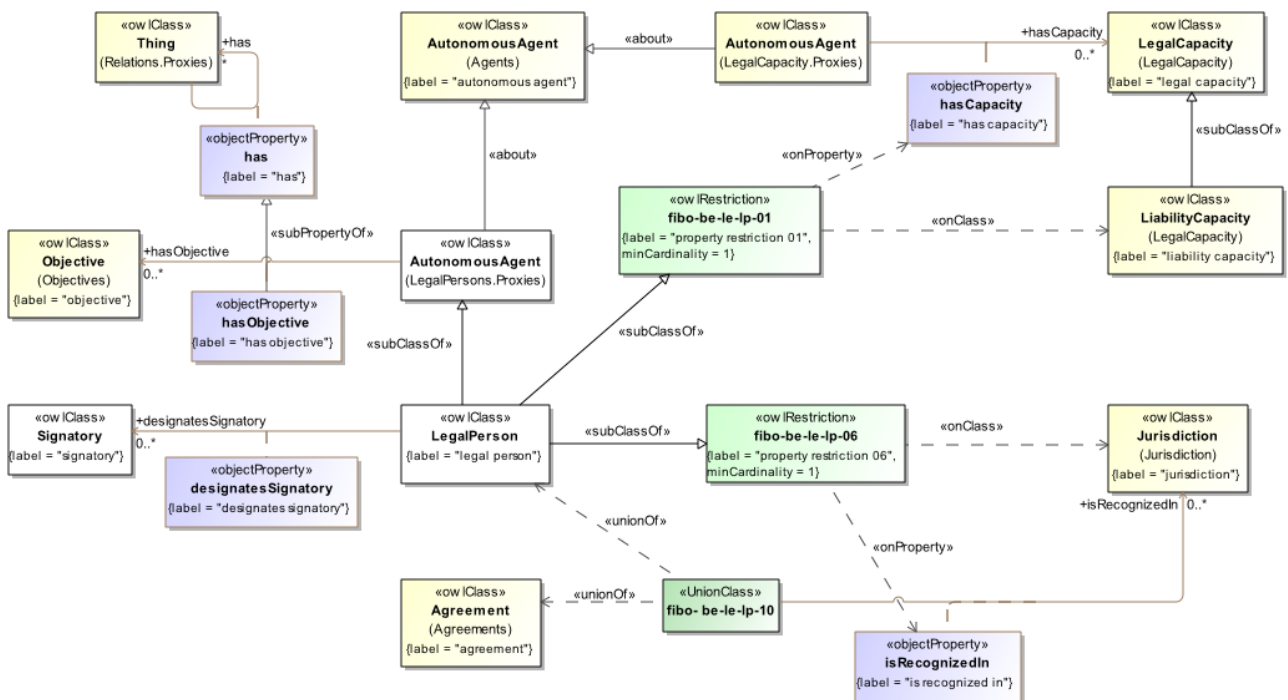 «owlClass»
Thing
(Relations.Proxies)
+has
*
«owlClass»
AutonomousAgent
(Agents)
{label = "autonomous agent"}
«about»
«owlClass»
AutonomousAgent
(LegalCapacity.Proxies)
+hasCapacity
0..*
«owlClass»
LegalCapacity
(LegalCapacity)
{label = "legal capacity"}
«objectProperty»
hasCapacity
{label = "has capacity"}
«objectProperty»
has
{label = "has"}
«about»
«onProperty»
«subClassOf»
«owlRestriction»
fibo-be-le-lp-01
{label = "property restriction 01",
minCardinality = 1}
«onClass»
«owlClass»
LiabilityCapacity
(LegalCapacity)
{label = "liability capacity"}
«subPropertyOf»
«owlClass»
Objective
(Objectives)
{label = "objective"}
+hasObjective
0..*
«owlClass»
AutonomousAgent
(LegalPersons.Proxies)
«objectProperty»
hasObjective
{label = "has objective"}
«subClassOf»
«subClassOf»
«owlClass»
Signatory
{label = "signatory"}
+designatesSignatory
0..*
«objectProperty»
designatesSignatory
{label = "designates signatory"}
«owlClass»
LegalPerson
{label = "legal person"}
«subClassOf»
«owlRestriction»
fibo-be-le-lp-06
{label = "property restriction 06",
minCardinality = 1}
«onClass»
«owlClass»
Jurisdiction
(Jurisdiction)
{label = "jurisdiction"}
+isRecognizedIn
0..*
«unionOf»
«onProperty»
«owlClass»
Agreement
(Agreements)
{label = "agreement"}
«unionOf»
«UnionClass»
fibo- be-le-lp-10
«objectProperty»
isRecognizedIn
{label = "is recognized in"}